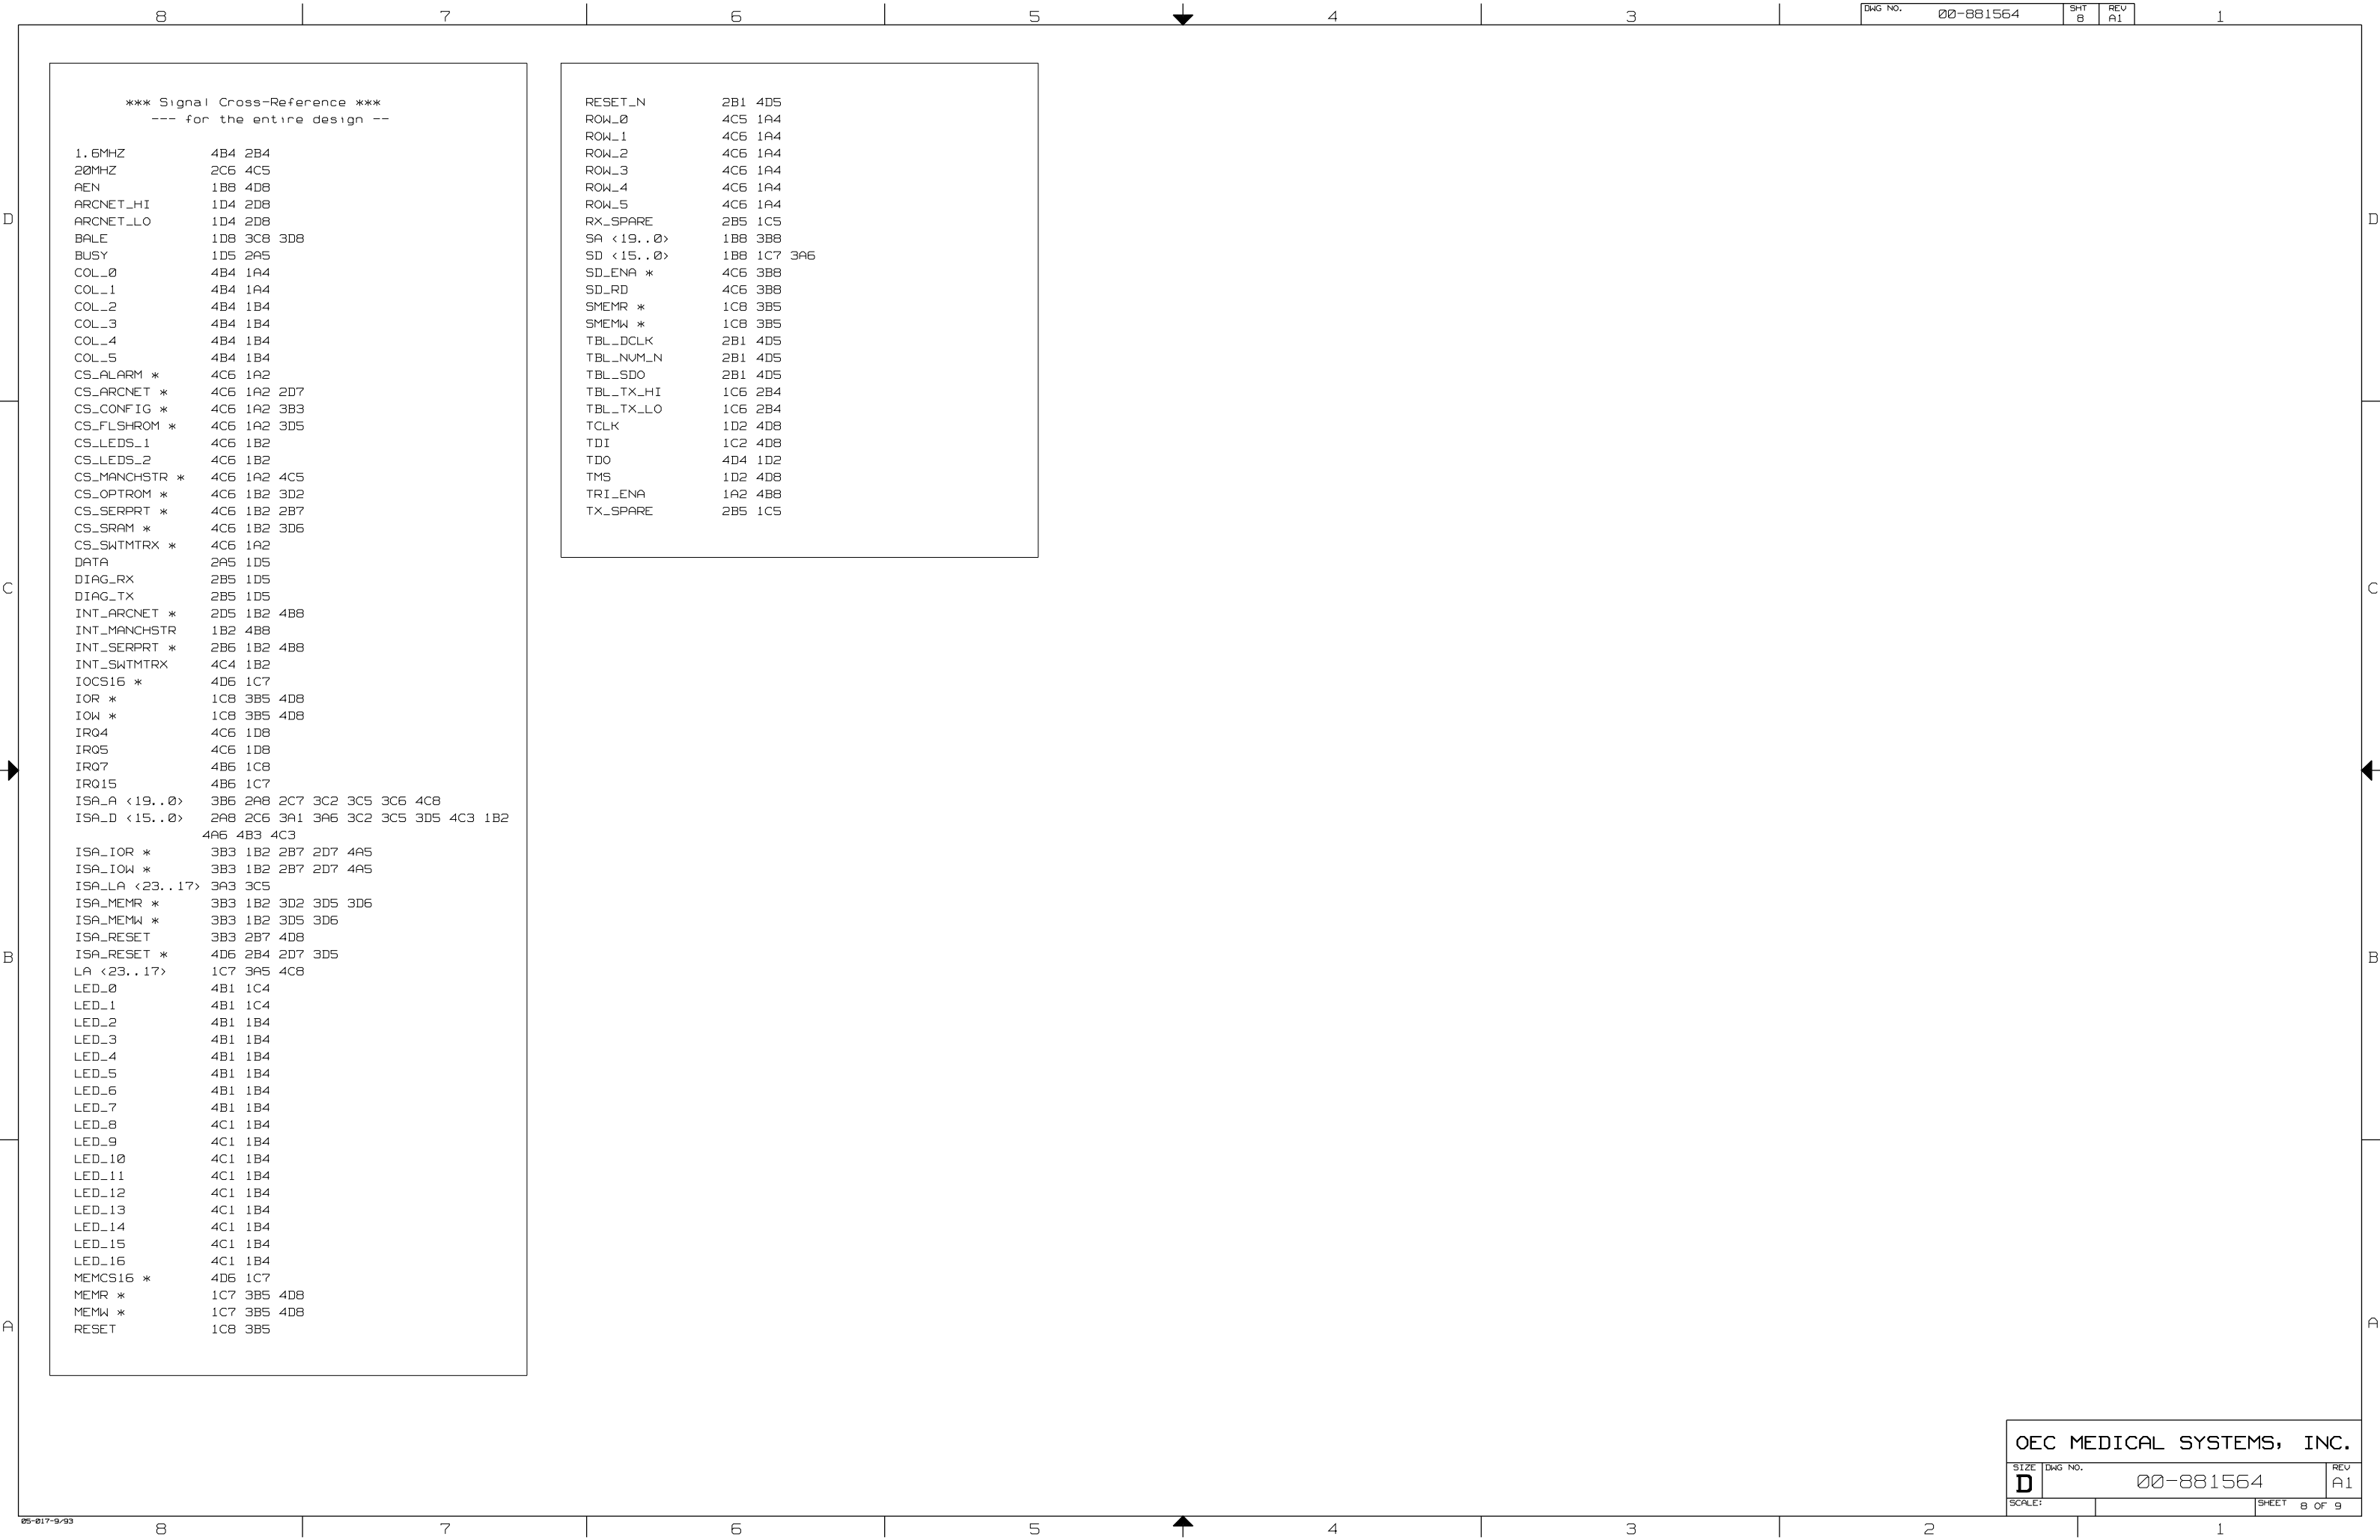 8 7 6 5 4 3 1
DWG NO. 00-881564 SHT 8 REV A1
*** Signal Cross-Reference ***
--- for the entire design --
1.6MHZ 4B4 2B4
20MHZ 2C6 4C5
AEN 1B8 4D8
ARCNET_HI 1D4 2D8
ARCNET_LO 1D4 2D8
BALE 1D8 3C8 3D8
BUSY 1D5 2A5
COL_0 4B4 1A4
COL_1 4B4 1A4
COL_2 4B4 1B4
COL_3 4B4 1B4
COL_4 4B4 1B4
COL_5 4B4 1B4
CS_ALARM * 4C6 1A2
CS_ARCNET * 4C6 1A2 2D7
CS_CONFIG * 4C6 1A2 3B3
CS_FLSHROM * 4C6 1A2 3D5
CS_LEDS_1 4C6 1B2
CS_LEDS_2 4C6 1B2
CS_MANCHSTR * 4C6 1A2 4C5
CS_OPTROM * 4C6 1B2 3D2
CS_SERPRT * 4C6 1B2 2B7
CS_SRAM * 4C6 1B2 3D6
CS_SWTMTRX * 4C6 1A2
DATA 2A5 1D5
DIAG_RX 2B5 1D5
DIAG_TX 2B5 1D5
INT_ARCNET * 2D5 1B2 4B8
INT_MANCHSTR 1B2 4B8
INT_SERPRT * 2B6 1B2 4B8
INT_SWTMTRX 4C4 1B2
IOCS16 * 4D6 1C7
IOR * 1C8 3B5 4D8
IOW * 1C8 3B5 4D8
IRQ4 4C6 1D8
IRQ5 4C6 1D8
IRQ7 4B6 1C8
IRQ15 4B6 1C7
ISA_A <19..0> 3B6 2A8 2C7 3C2 3C5 3C6 4C8
ISA_D <15..0> 2A8 2C6 3A1 3A6 3C2 3C5 3D5 4C3 1B2
4A6 4B3 4C3
ISA_IOR * 3B3 1B2 2B7 2D7 4A5
ISA_IOW * 3B3 1B2 2B7 2D7 4A5
ISA_LA <23..17> 3A3 3C5
ISA_MEMR * 3B3 1B2 3D2 3D5 3D6
ISA_MEMW * 3B3 1B2 3D5 3D6
ISA_RESET 3B3 2B7 4D8
ISA_RESET * 4D6 2B4 2D7 3D5
LA <23..17> 1C7 3A5 4C8
LED_0 4B1 1C4
LED_1 4B1 1C4
LED_2 4B1 1B4
LED_3 4B1 1B4
LED_4 4B1 1B4
LED_5 4B1 1B4
LED_6 4B1 1B4
LED_7 4B1 1B4
LED_8 4C1 1B4
LED_9 4C1 1B4
LED_10 4C1 1B4
LED_11 4C1 1B4
LED_12 4C1 1B4
LED_13 4C1 1B4
LED_14 4C1 1B4
LED_15 4C1 1B4
LED_16 4C1 1B4
MEMCS16 * 4D6 1C7
MEMR * 1C7 3B5 4D8
MEMW * 1C7 3B5 4D8
RESET 1C8 3B5
RESET_N 2B1 4D5
ROW_0 4C5 1A4
ROW_1 4C6 1A4
ROW_2 4C6 1A4
ROW_3 4C6 1A4
ROW_4 4C6 1A4
ROW_5 4C6 1A4
RX_SPARE 2B5 1C5
SA <19..0> 1B8 3B8
SD <15..0> 1B8 1C7 3A6
SD_ENA * 4C6 3B8
SD_RD 4C6 3B8
SMEMR * 1C8 3B5
SMEMW * 1C8 3B5
TBL_DCLK 2B1 4D5
TBL_NVM_N 2B1 4D5
TBL_SDO 2B1 4D5
TBL_TX_HI 1C6 2B4
TBL_TX_LO 1C6 2B4
TCLK 1D2 4D8
TDI 1C2 4D8
TDO 4D4 1D2
TMS 1D2 4D8
TRI_ENA 1A2 4B8
TX_SPARE 2B5 1C5
D D
C C
B B
A A
OEC MEDICAL SYSTEMS, INC.
SIZE D DWG NO. 00-881564 REV A1
SCALE: SHEET 8 OF 9
05-017-9/93
8 7 6 5 4 3 2 1